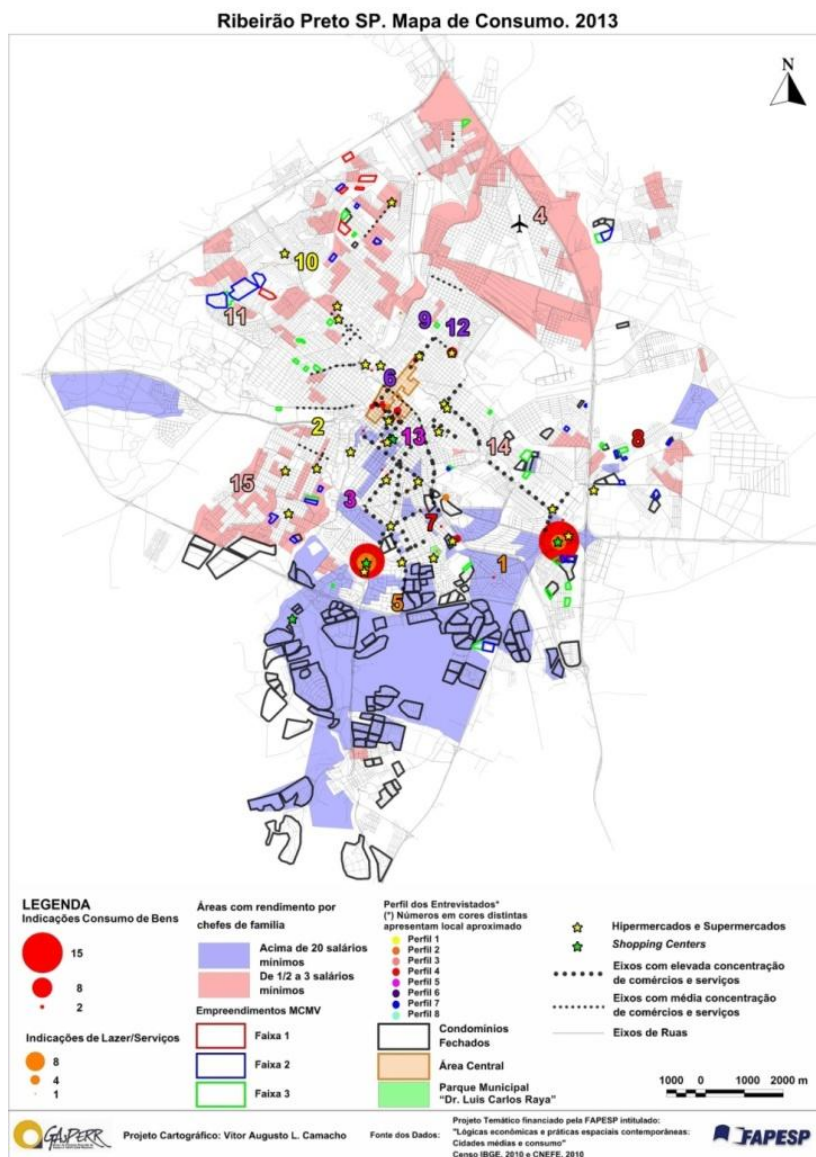 Ribeirão Preto SP. Mapa de Consumo. 2013
N
4
10
11
9
12
6
2
13
14
8
15
3
7
1
5
LEGENDA
Indicações Consumo de Bens
15
8
2
Indicações de Lazer/Serviços
8
4
1
Áreas com rendimento por
chefes de família
Acima de 20 salários
mínimos
De 1/2 a 3 salários
mínimos
Empreendimentos MCMV
Faixa 1
Faixa 2
Faixa 3
Perfil dos Entrevistados*
(*) Números em cores distintas
apresentam local aproximado
Perfil 1
Perfil 2
Perfil 3
Perfil 4
Perfil 5
Perfil 6
Perfil 7
Perfil 8
Condomínios
Fechados
Área Central
Parque Municipal
"Dr. Luis Carlos Raya"
Hipermercados e Supermercados
Shopping Centers
Eixos com elevada concentração
de comércios e serviços
Eixos com média concentração
de comércios e serviços
Eixos de Ruas
1000 0 1000 2000 m
GAsPERR
Projeto Cartográfico: Vitor Augusto L. Camacho
Fonte dos Dados:
Projeto Temático financiado pela FAPESP intitulado:
"Lógicas econômicas e práticas espaciais contemporâneas:
Cidades médias e consumo"
Censo IBGE, 2010 e CNEFE, 2010
FAPESP